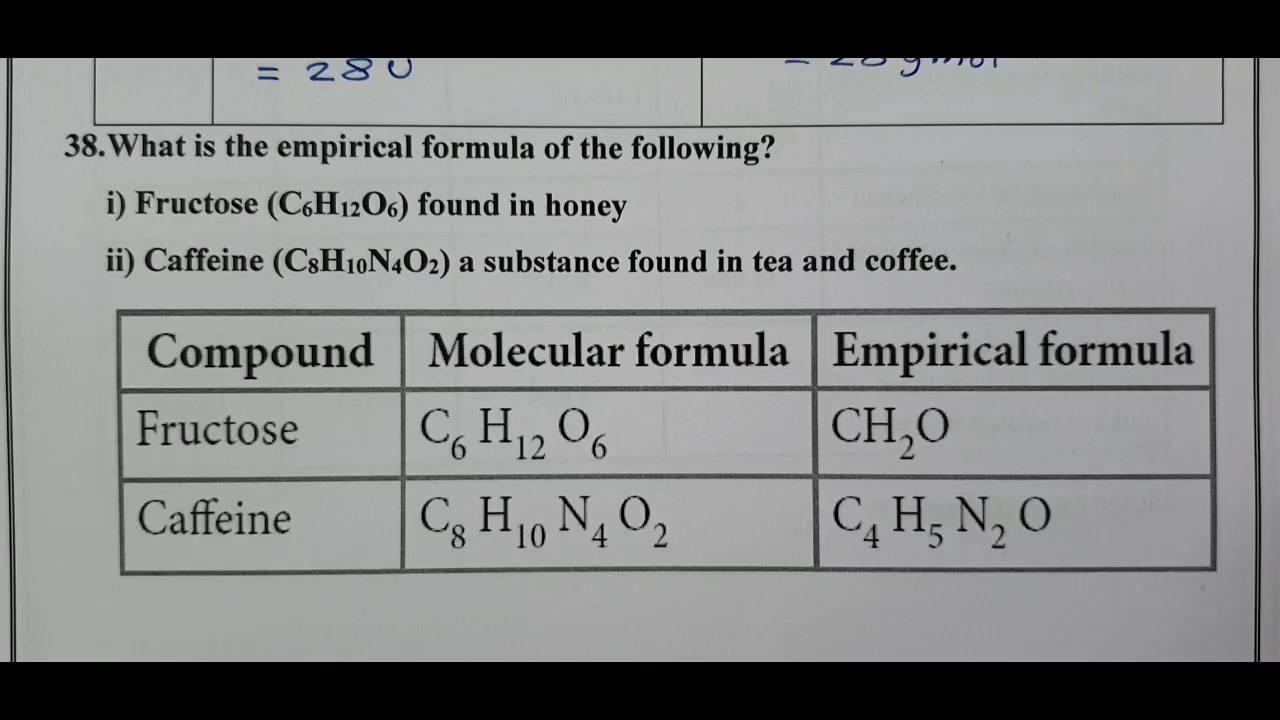 = 28 U
38. What is the empirical formula of the following?
i) Fructose (C₆H₁₂O₆) found in honey
ii) Caffeine (C₈H₁₀N₄O₂) a substance found in tea and coffee.
Compound Molecular formula Empirical formula
Fructose C₆ H₁₂ O₆ CH₂O
Caffeine C₈ H₁₀ N₄ O₂ C₄ H₅ N₂ O